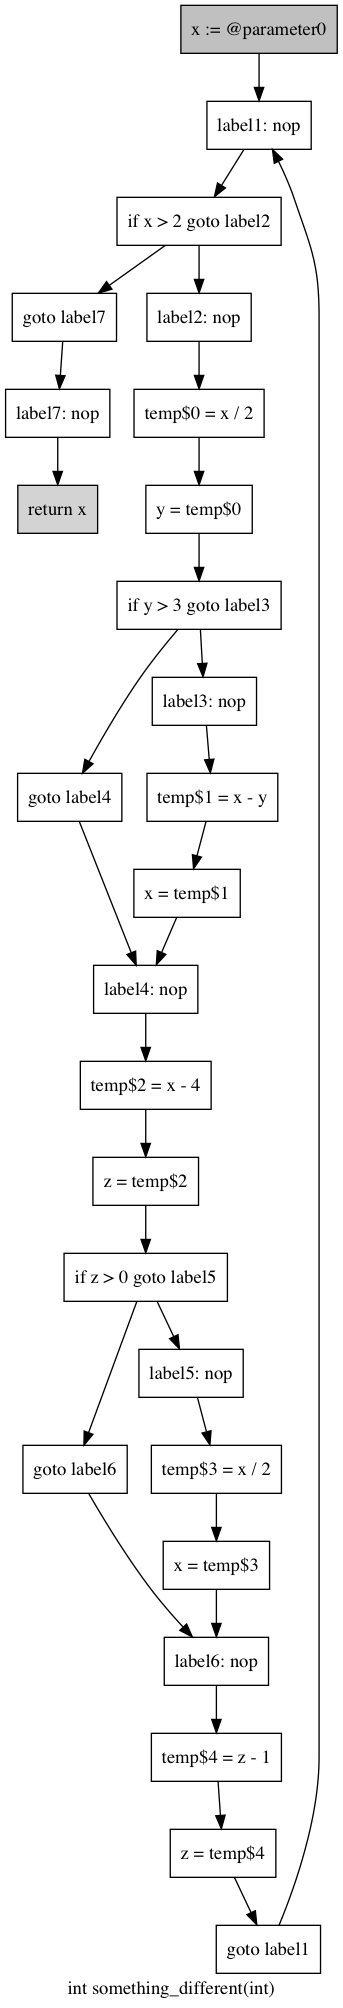 x := @parameter0
label1: nop
if x > 2 goto label2
goto label7
label2: nop
label7: nop
temp$0 = x / 2
return x
y = temp$0
if y > 3 goto label3
label3: nop
goto label4
temp$1 = x - y
x = temp$1
label4: nop
temp$2 = x - 4
z = temp$2
if z > 0 goto label5
label5: nop
goto label6
temp$3 = x / 2
x = temp$3
label6: nop
temp$4 = z - 1
z = temp$4
goto label1
int something_different(int)